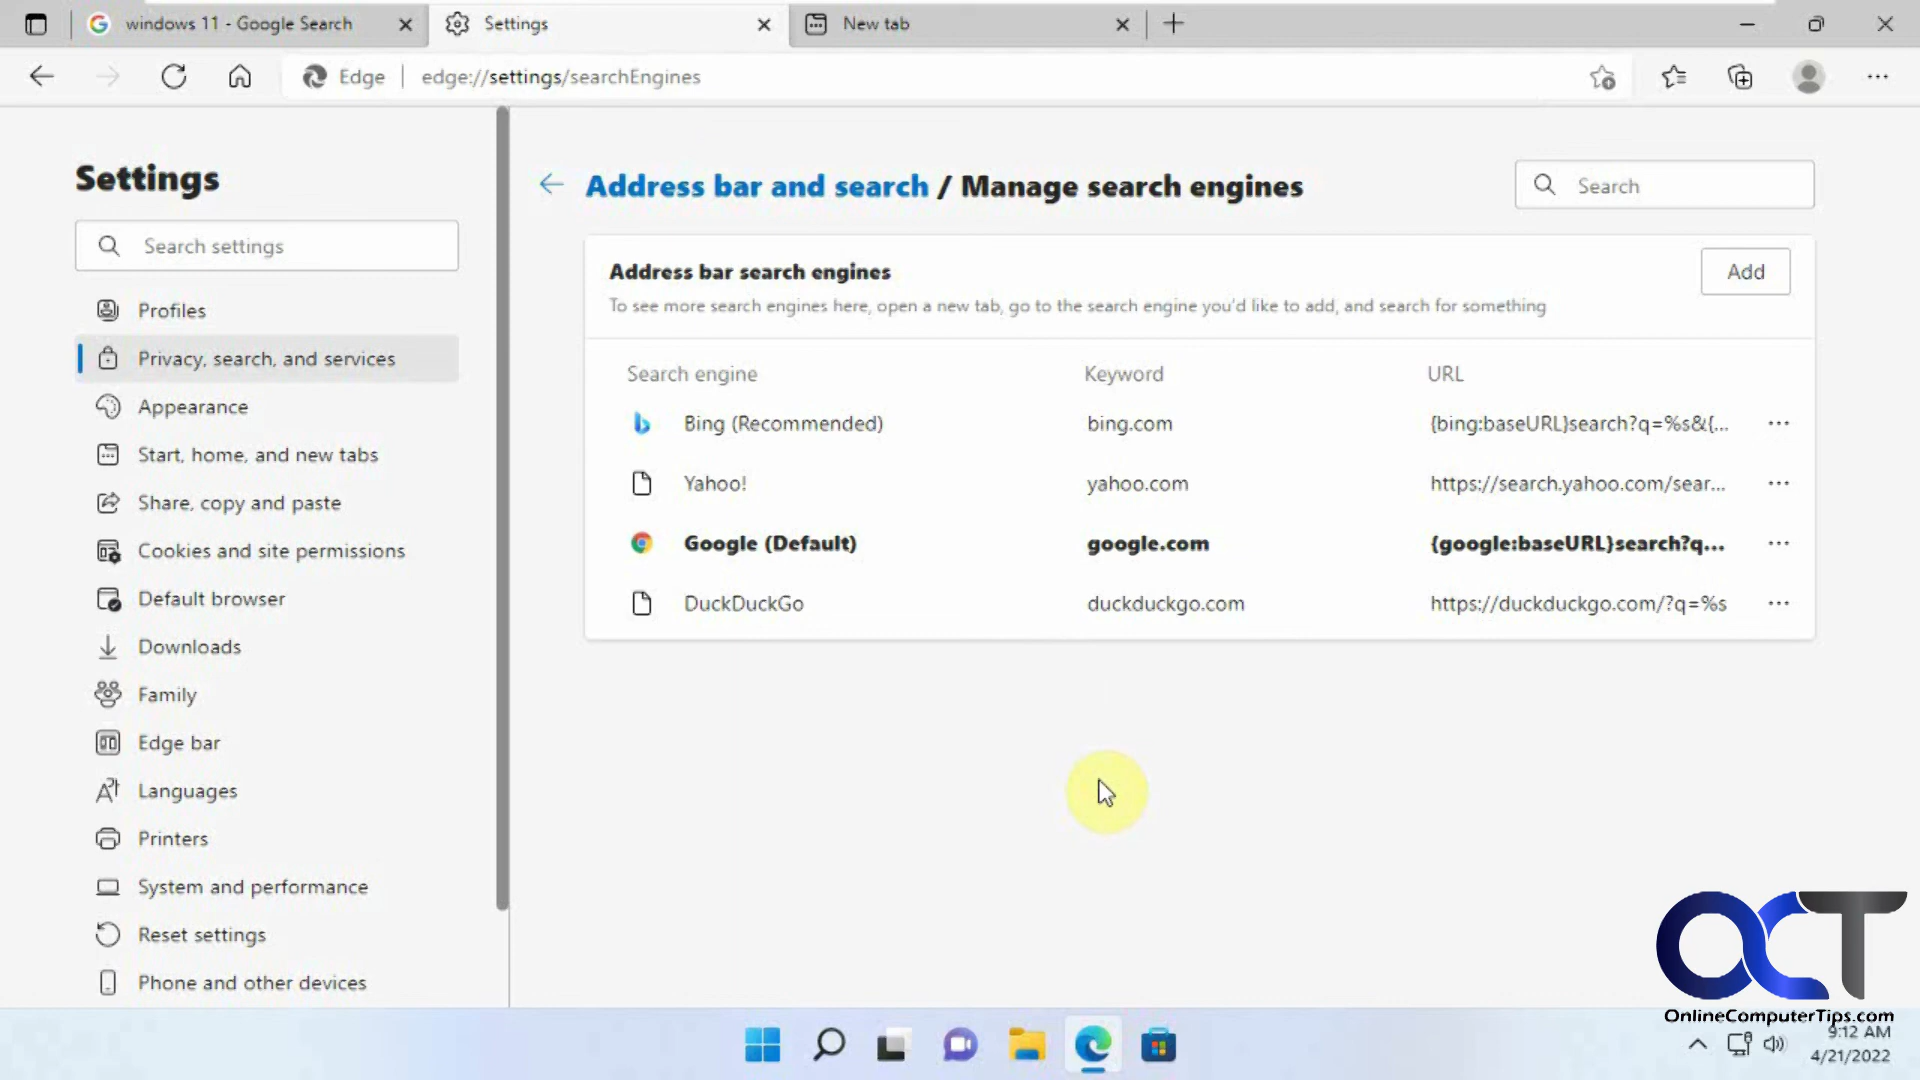 windows 11 - Google Search
Settings
New tab
Edge
edge://settings/searchEngines
Settings
Search settings
Profiles
Privacy, search, and services
Appearance
Start, home, and new tabs
Share, copy and paste
Cookies and site permissions
Default browser
Downloads
Family
Edge bar
Languages
Printers
System and performance
Reset settings
Phone and other devices
Address bar and search / Manage search engines
Search
Address bar search engines
Add
To see more search engines here, open a new tab, go to the search engine you'd like to add, and search for something
Search engine Keyword URL
Bing (Recommended) bing.com {bing:baseURL}search?q=%s&{...
Yahoo! yahoo.com https://search.yahoo.com/sear...
Google (Default) google.com {google:baseURL}search?q...
DuckDuckGo duckduckgo.com https://duckduckgo.com/?q=%s
OCT
OnlineComputerTips.com
9:12 AM
4/21/2022